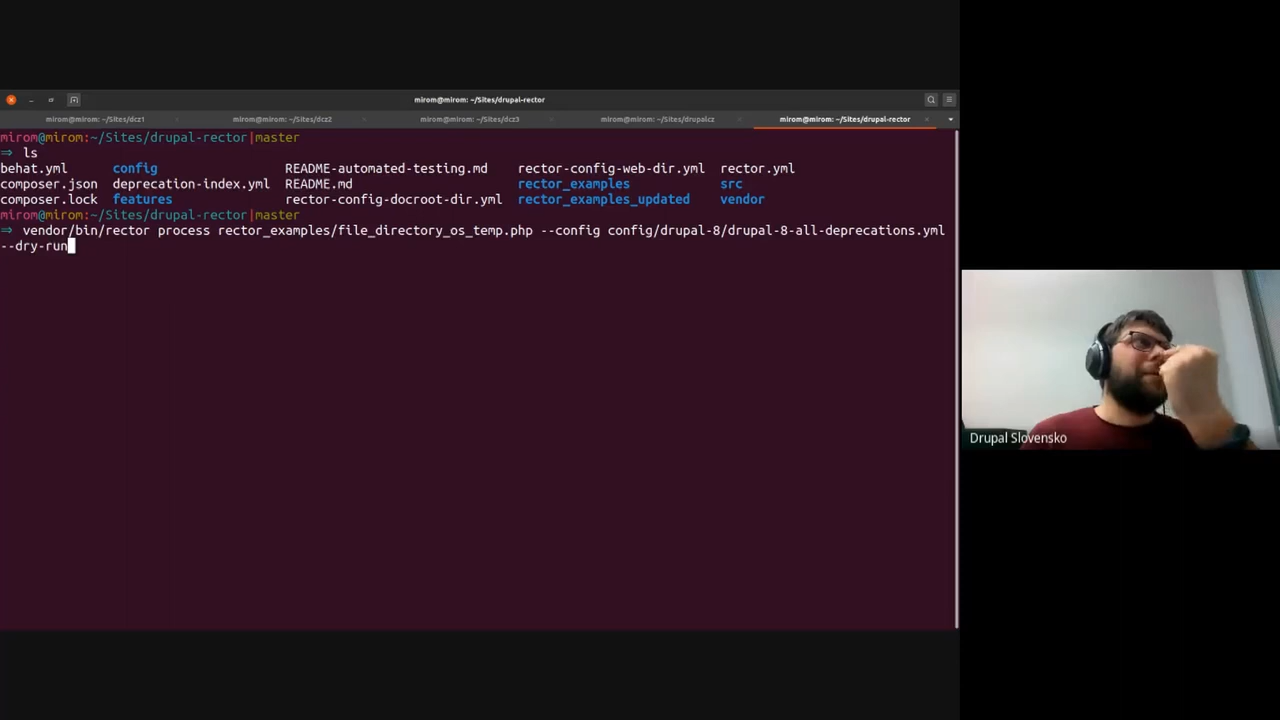 mirom@mirom: ~/Sites/drupal-rector
mirom@mirom: ~/Sites/dcz1 mirom@mirom: ~/Sites/dcz2 mirom@mirom: ~/Sites/dcz3 mirom@mirom: ~/Sites/drupalcz mirom@mirom: ~/Sites/drupal-rector
mirom@mirom:~/Sites/drupal-rector|master
⇒ ls
behat.yml config README-automated-testing.md rector-config-web-dir.yml rector.yml
composer.json deprecation-index.yml README.md rector_examples src
composer.lock features rector-config-docroot-dir.yml rector_examples_updated vendor
mirom@mirom:~/Sites/drupal-rector|master
⇒ vendor/bin/rector process rector_examples/file_directory_os_temp.php --config config/drupal-8/drupal-8-all-deprecations.yml
--dry-run
Drupal Slovensko